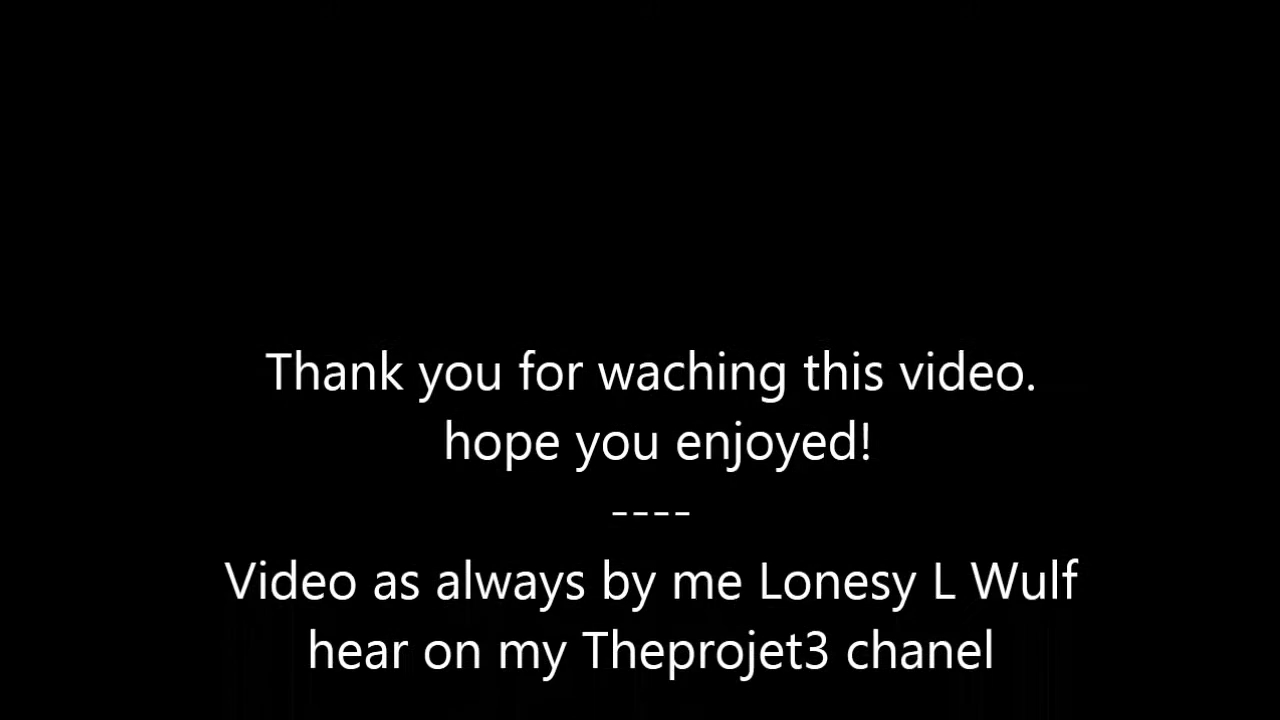 Thank you for waching this video.
hope you enjoyed!
----
Video as always by me Lonesy L Wulf
hear on my Theprojet3 chanel